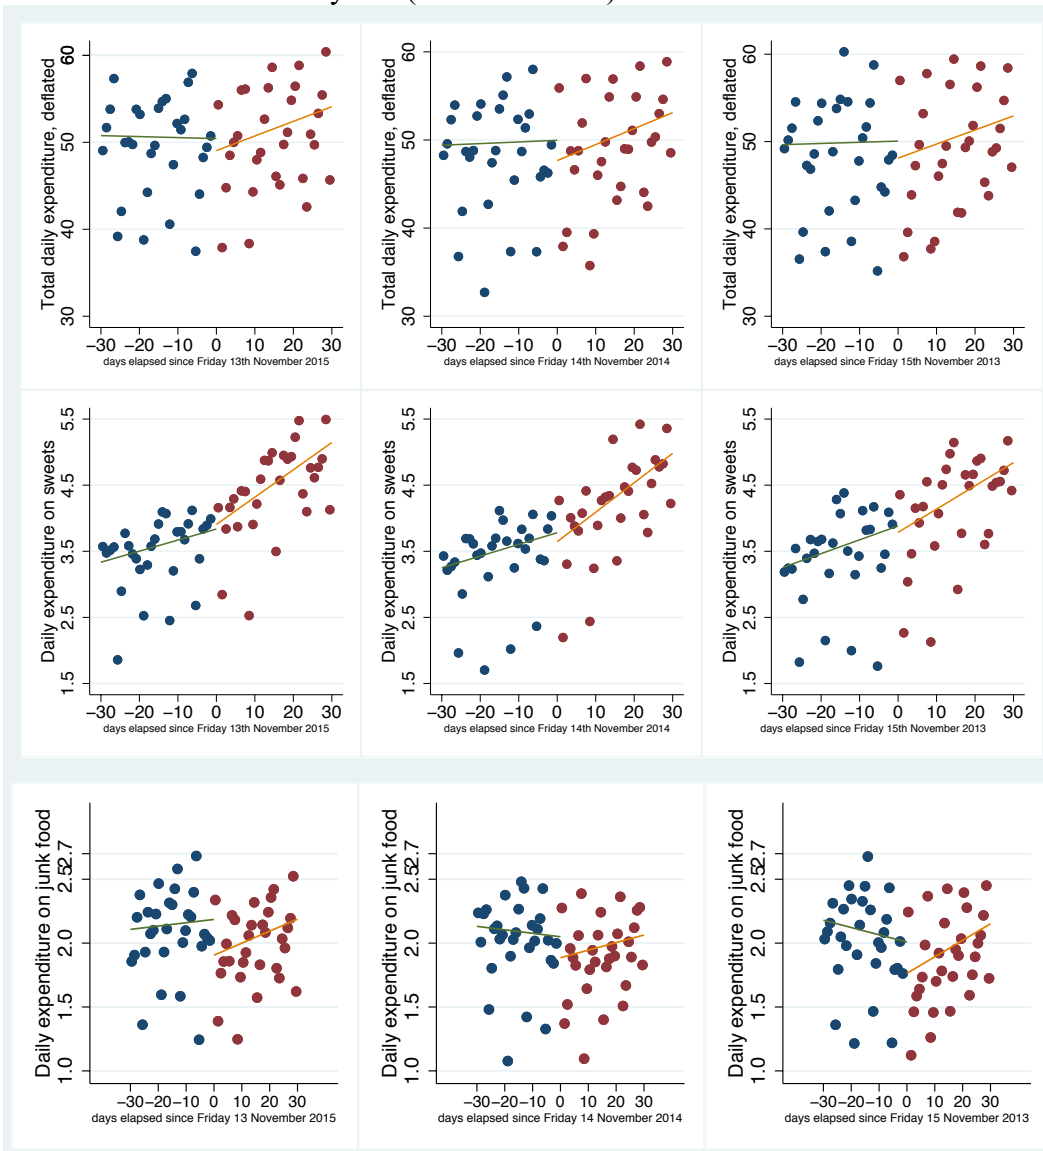 Total daily expenditure, deflated
60
50
40
30
−30 −20 −10 0 10 20 30
days elapsed since Friday 13th November 2015
Total daily expenditure, deflated
60
50
40
30
−30 −20 −10 0 10 20 30
days elapsed since Friday 14th November 2014
Total daily expenditure, deflated
60
50
40
30
−30 −20 −10 0 10 20 30
days elapsed since Friday 15th November 2013
Daily expenditure on sweets
5.5
4.5
3.5
2.5
1.5
−30 −20 −10 0 10 20 30
days elapsed since Friday 13th November 2015
Daily expenditure on sweets
5.5
4.5
3.5
2.5
1.5
−30 −20 −10 0 10 20 30
days elapsed since Friday 14th November 2014
Daily expenditure on sweets
5.5
4.5
3.5
2.5
1.5
−30 −20 −10 0 10 20 30
days elapsed since Friday 15th November 2013
Daily expenditure on junk food
2.7
2.5
2.0
1.5
1.0
−30−20−10 0 10 20 30
days elapsed since Friday 13 November 2015
Daily expenditure on junk food
2.7
2.5
2.0
1.5
1.0
−30−20−10 0 10 20 30
days elapsed since Friday 14 November 2014
Daily expenditure on junk food
2.7
2.5
2.0
1.5
1.0
−30−20−10 0 10 20 30
days elapsed since Friday 15 November 2013